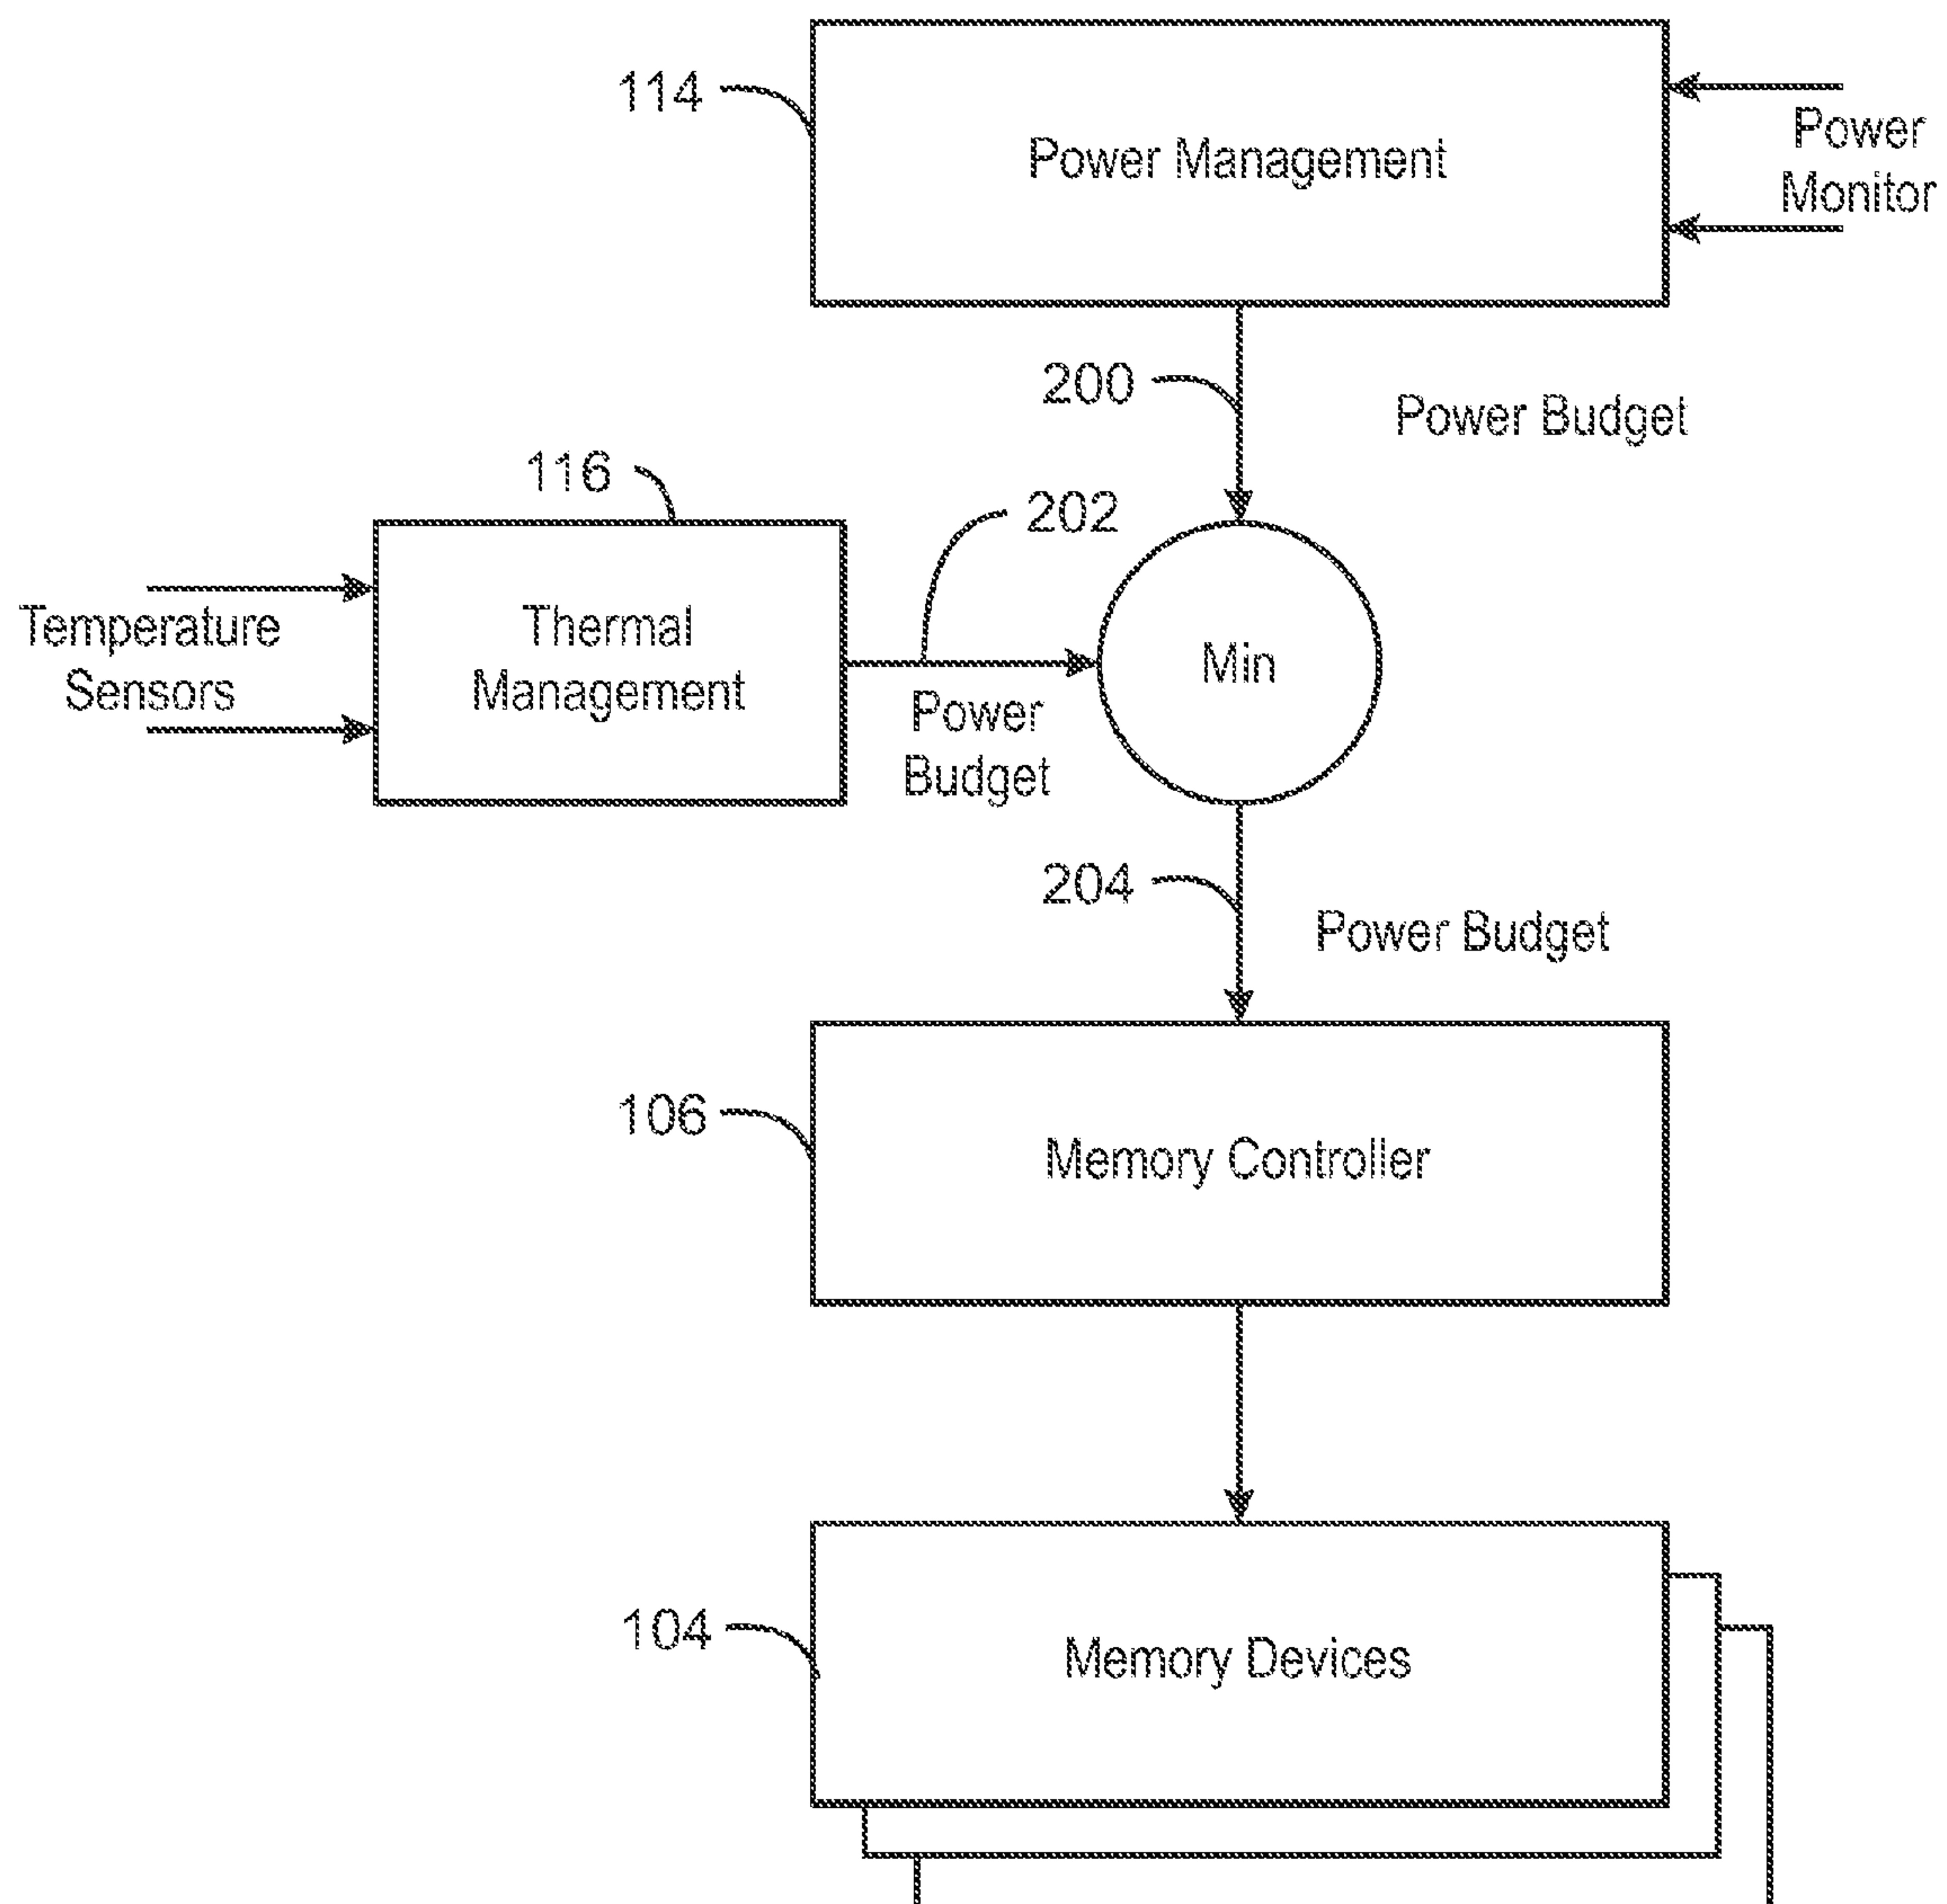 114
Power Management
Power
Monitor
200
Power Budget
116
202
Temperature
Sensors
Thermal
Management
Min
Power
Budget
204
Power Budget
106
Memory Controller
104
Memory Devices